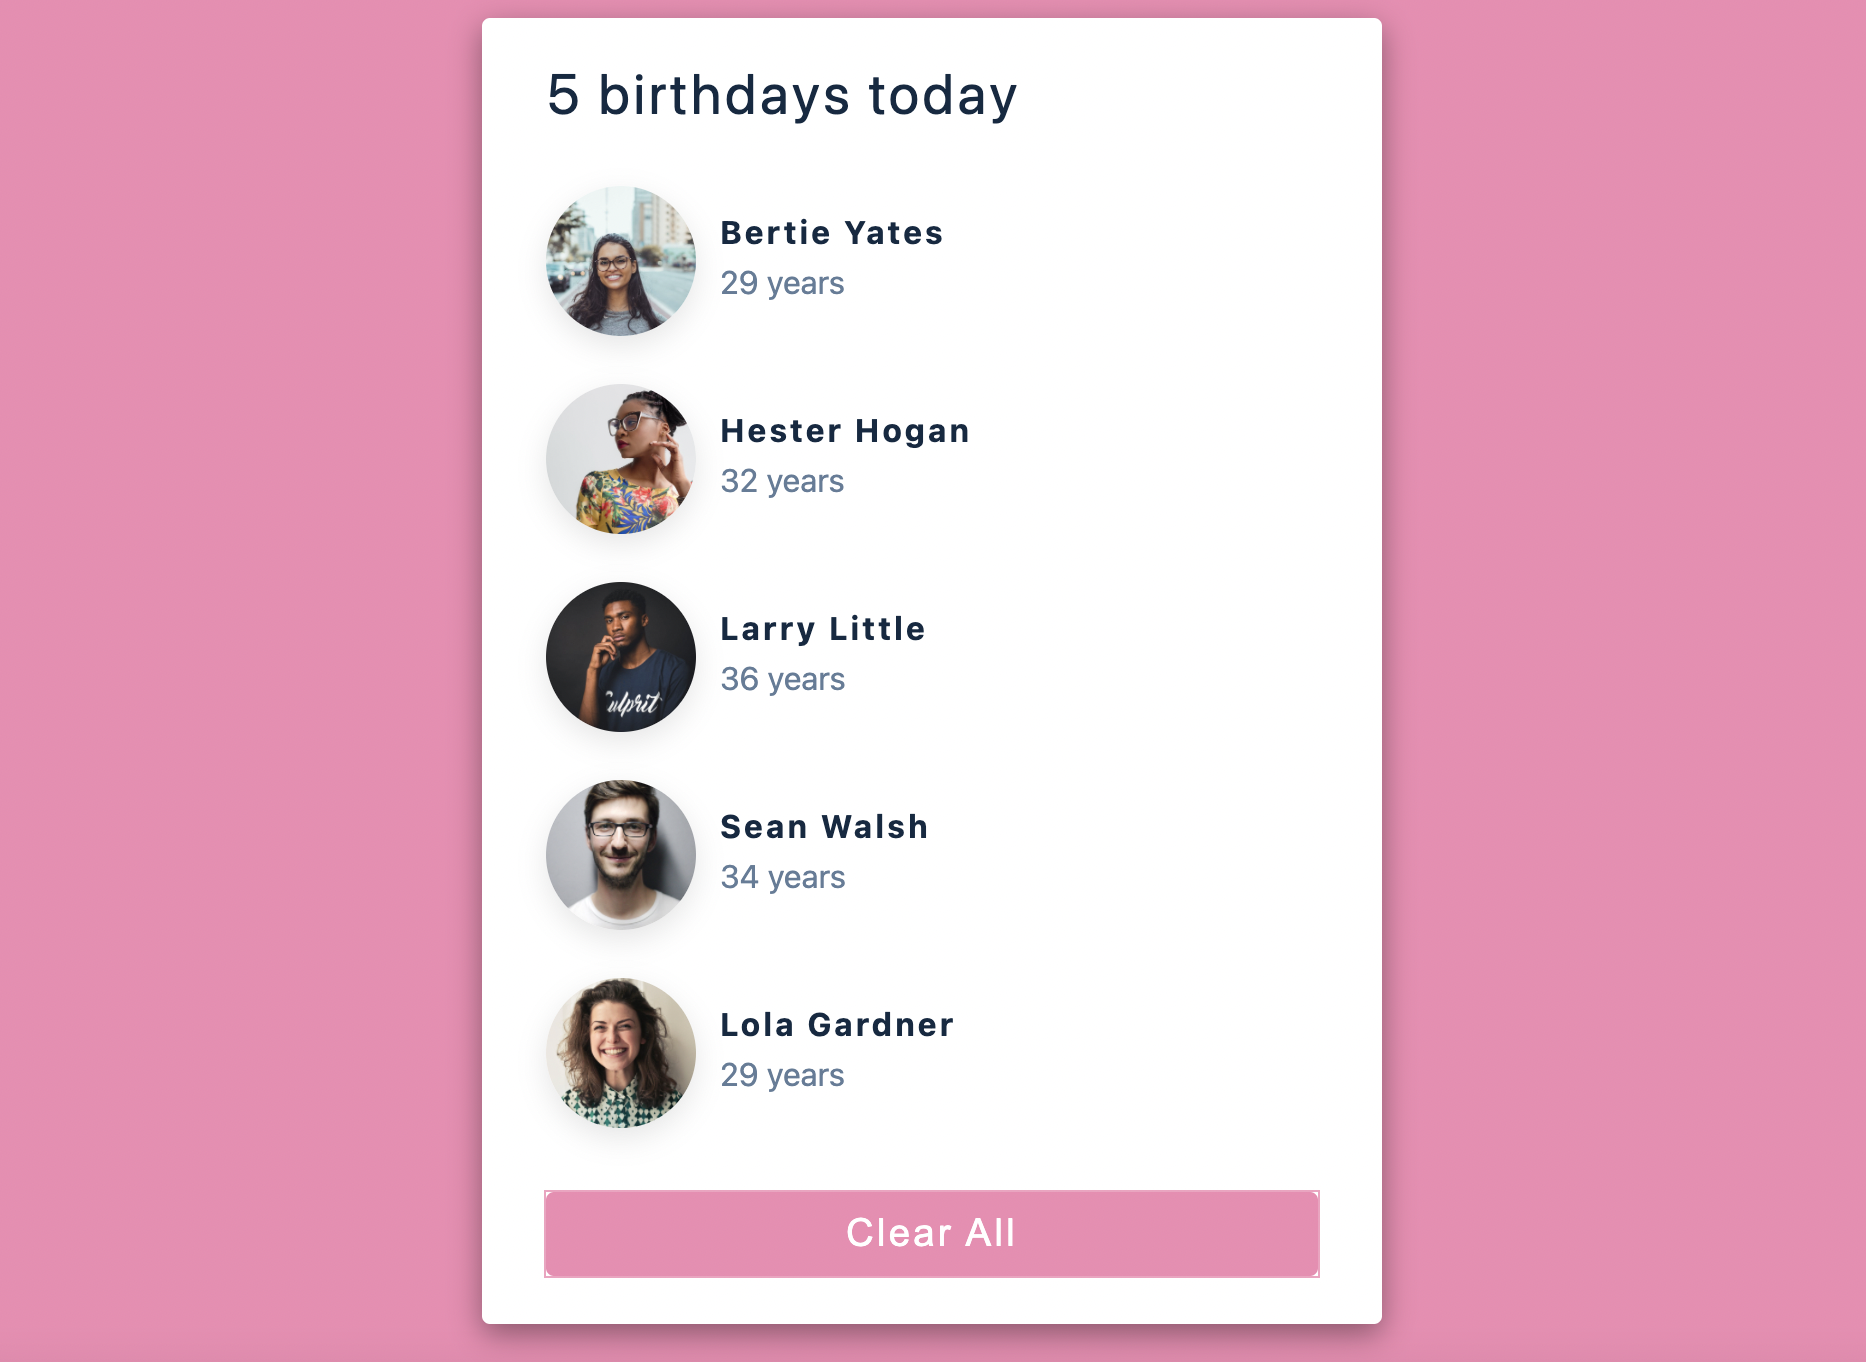 5 birthdays today
Bertie Yates
29 years
Hester Hogan
32 years
Larry Little
36 years
Culprit
Sean Walsh
34 years
Lola Gardner
29 years
Clear All